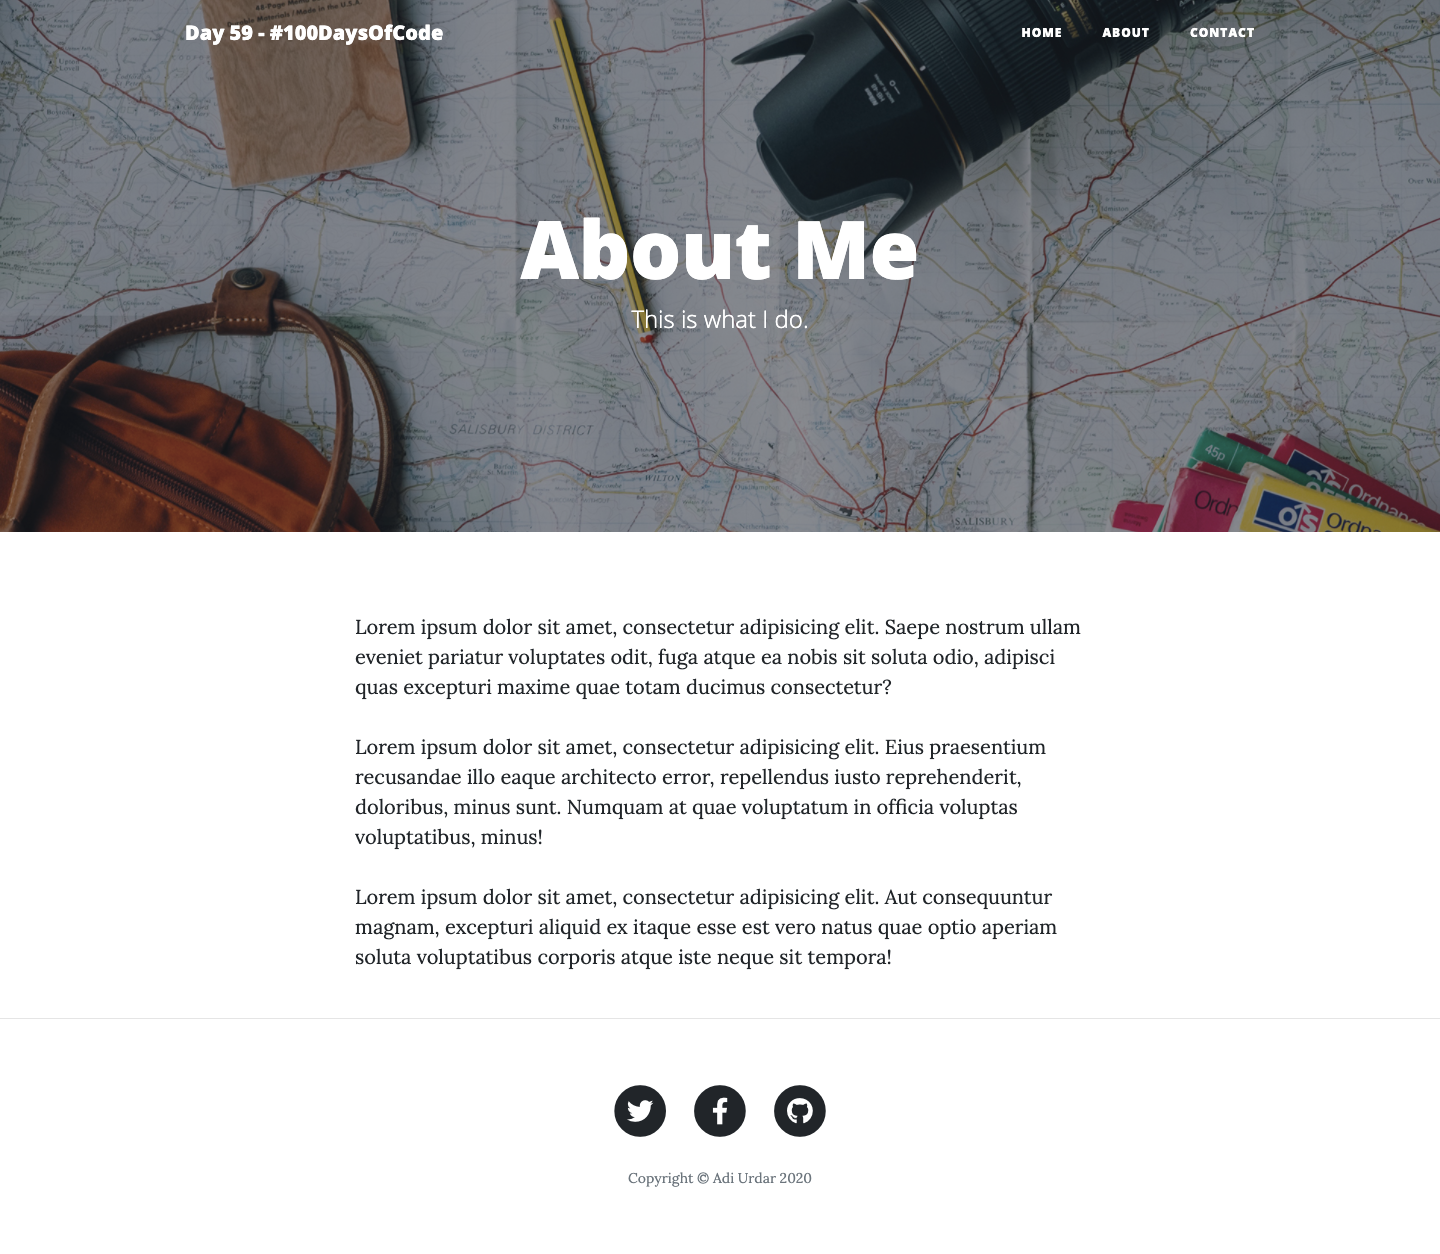 Day 59 - #100DaysOfCode
HOME
ABOUT
CONTACT
About Me
This is what I do.
SALISBURY DISTRICT
WILTON
SALISBURY
45p
Ordnance
Ordn
Ordn
Lorem ipsum dolor sit amet, consectetur adipisicing elit. Saepe nostrum ullam
eveniet pariatur voluptates odit, fuga atque ea nobis sit soluta odio, adipisci
quas excepturi maxime quae totam ducimus consectetur?
Lorem ipsum dolor sit amet, consectetur adipisicing elit. Eius praesentium
recusandae illo eaque architecto error, repellendus iusto reprehenderit,
doloribus, minus sunt. Numquam at quae voluptatum in officia voluptas
voluptatibus, minus!
Lorem ipsum dolor sit amet, consectetur adipisicing elit. Aut consequuntur
magnam, excepturi aliquid ex itaque esse est vero natus quae optio aperiam
soluta voluptatibus corporis atque iste neque sit tempora!
Copyright © Adi Urdar 2020